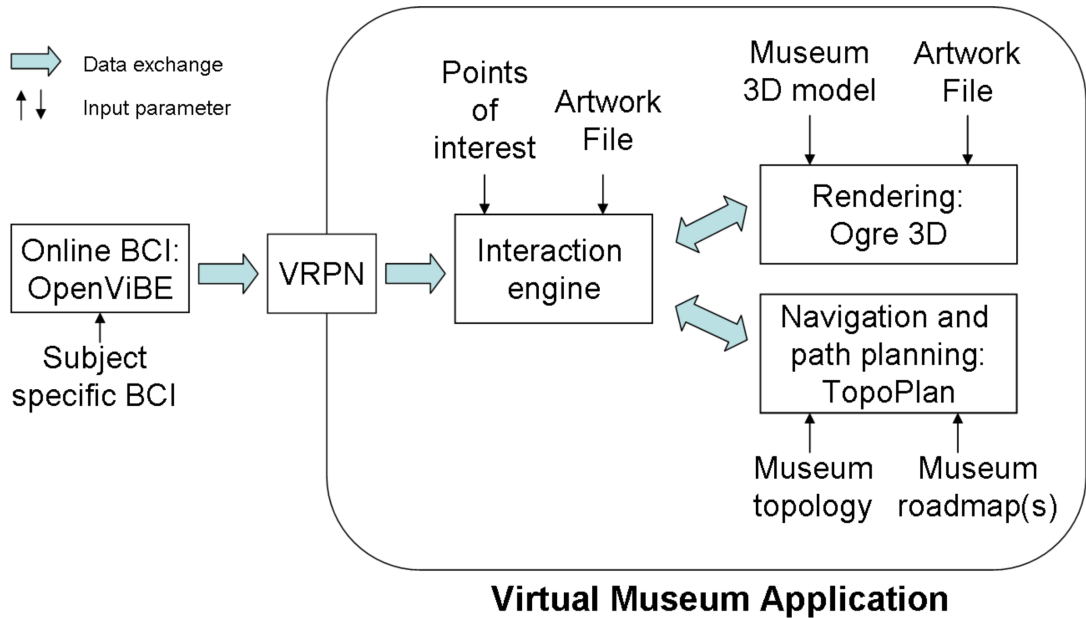 Data exchange
Input parameter
Points
of
interest
Artwork
File
Museum
3D model
Artwork
File
Online BCI:
OpenViBE
VRPN
Interaction
engine
Rendering:
Ogre 3D
Navigation and
path planning:
TopoPlan
Subject
specific BCI
Museum
topology
Museum
roadmap(s)
Virtual Museum Application